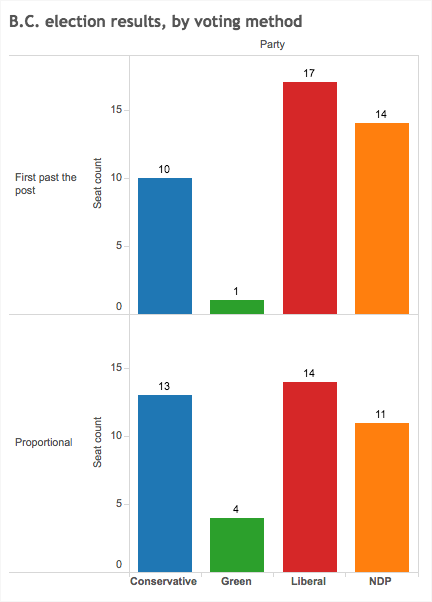 B.C. election results, by voting method
Party
First past the
post
Seat count
15
10
5
0
10
1
17
14
Proportional
Seat count
15
10
5
0
13
4
14
11
Conservative
Green
Liberal
NDP